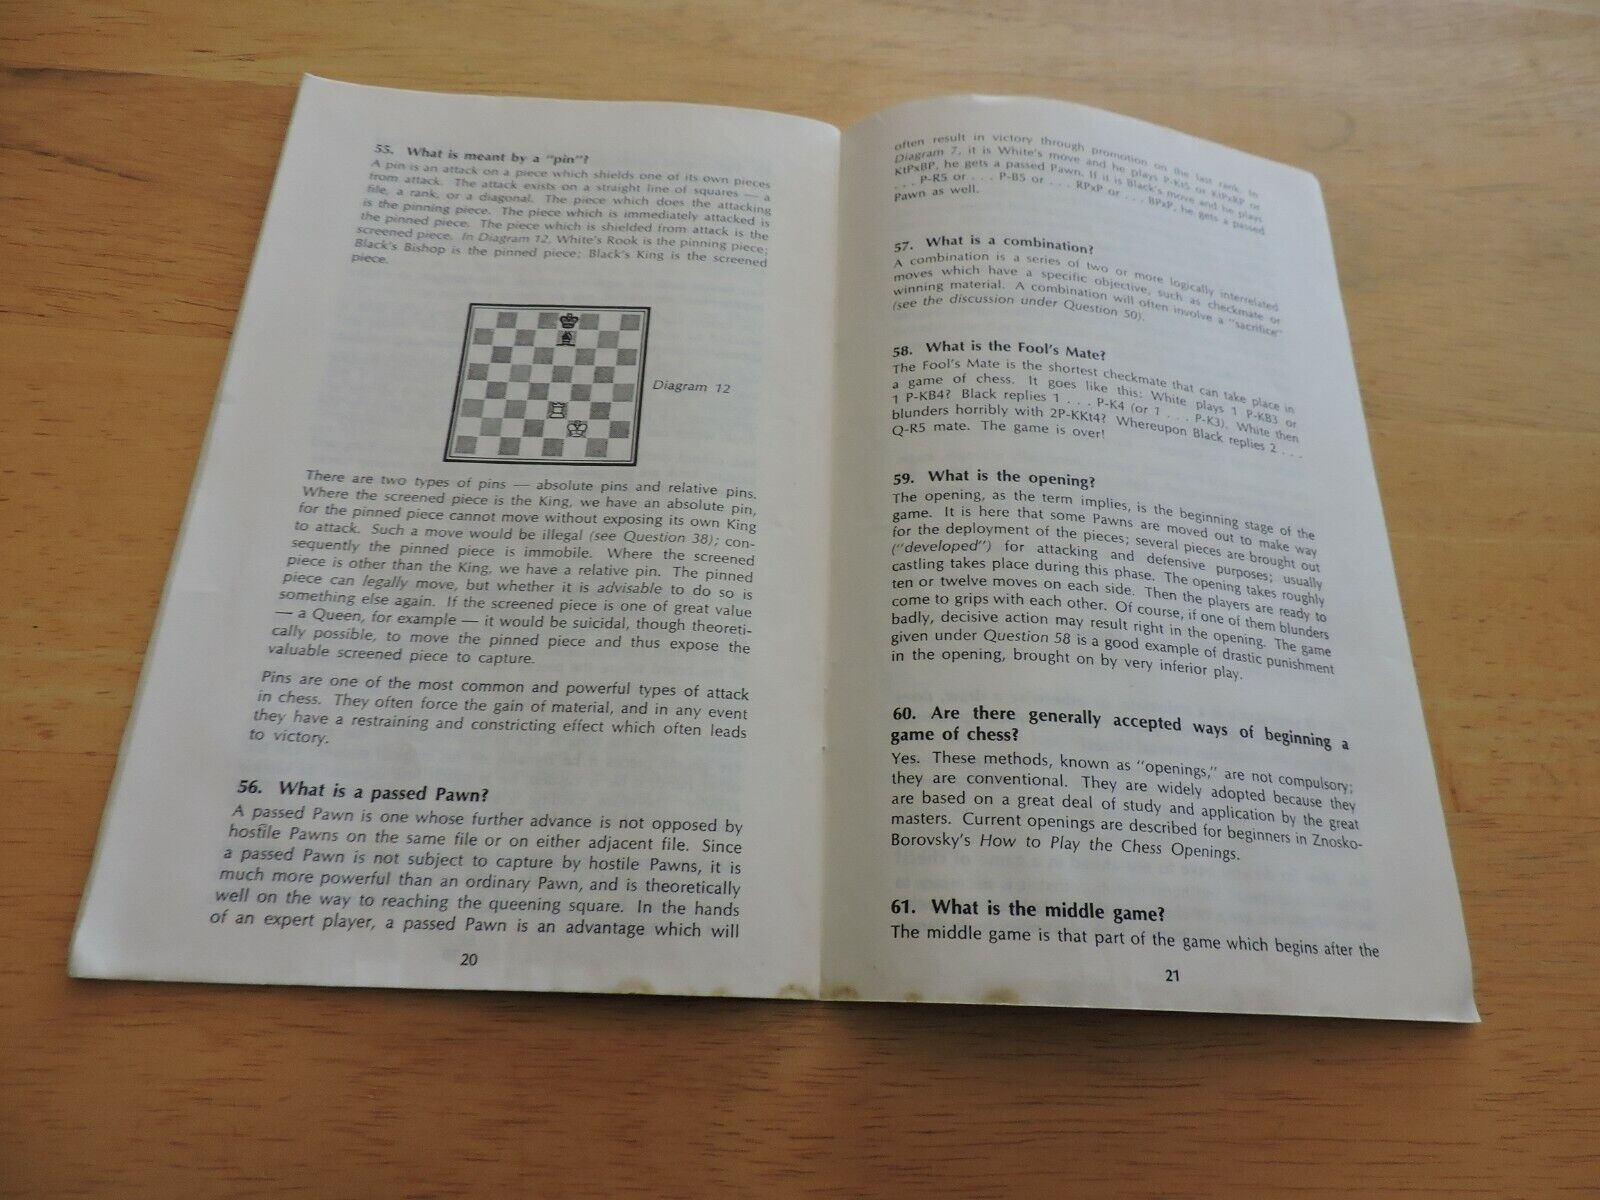 55. What is meant by a "pin"?
A pin is an attack on a piece which shields one of its own pieces
from attack. The attack exists on a straight line of squares — a
file, a rank, or a diagonal. The piece which does the attacking
is the pinning piece. The piece which is immediately attacked is
the pinned piece. The piece which is shielded from attack is the
screened piece. In Diagram 12, White's Rook is the pinning piece;
Black's Bishop is the pinned piece; Black's King is the screened
piece.
Diagram 12
There are two types of pins — absolute pins and relative pins.
Where the screened piece is the King, we have an absolute pin,
for the pinned piece cannot move without exposing its own King
to attack. Such a move would be illegal (see Question 38); con-
sequently the pinned piece is immobile. Where the screened
piece is other than the King, we have a relative pin. The pinned
piece can legally move, but whether it is advisable to do so is
something else again. If the screened piece is one of great value
— a Queen, for example — it would be suicidal, though theoreti-
cally possible, to move the pinned piece and thus expose the
valuable screened piece to capture.
Pins are one of the most common and powerful types of attack
in chess. They often force the gain of material, and in any event
they have a restraining and constricting effect which often leads
to victory.
56. What is a passed Pawn?
A passed Pawn is one whose further advance is not opposed by
hostile Pawns on the same file or on either adjacent file. Since
a passed Pawn is not subject to capture by hostile Pawns, it is
much more powerful than an ordinary Pawn, and is theoretically
well on the way to reaching the queening square. In the hands
of an expert player, a passed Pawn is an advantage which will
20
often result in victory through promotion on the last rank. In
Diagram 7, it is White's move and he plays P-Kt5 or KtPxRP or
KtPxBP, he gets a passed Pawn. If it is Black's move and he plays
. . . P-R5 or . . . P-B5 or . . . RPxP or . . . BPxP, he gets a passed
Pawn as well.
57. What is a combination?
A combination is a series of two or more logically interrelated
moves which have a specific objective, such as checkmate or
winning material. A combination will often involve a "sacrifice"
(see the discussion under Question 50).
58. What is the Fool's Mate?
The Fool's Mate is the shortest checkmate that can take place in
a game of chess. It goes like this: White plays 1 P-KB3 or
1 P-KB4? Black replies 1 . . . P-K4 (or 1 . . . P-K3). White then
blunders horribly with 2P-KKt4? Whereupon Black replies 2 . . .
Q-R5 mate. The game is over!
59. What is the opening?
The opening, as the term implies, is the beginning stage of the
game. It is here that some Pawns are moved out to make way
for the deployment of the pieces; several pieces are brought out
("developed") for attacking and defensive purposes; usually
castling takes place during this phase. The opening takes roughly
ten or twelve moves on each side. Then the players are ready to
come to grips with each other. Of course, if one of them blunders
badly, decisive action may result right in the opening. The game
given under Question 58 is a good example of drastic punishment
in the opening, brought on by very inferior play.
60. Are there generally accepted ways of beginning a
game of chess?
Yes. These methods, known as "openings," are not compulsory;
they are conventional. They are widely adopted because they
are based on a great deal of study and application by the great
masters. Current openings are described for beginners in Znosko-
Borovsky's How to Play the Chess Openings.
61. What is the middle game?
The middle game is that part of the game which begins after the
21